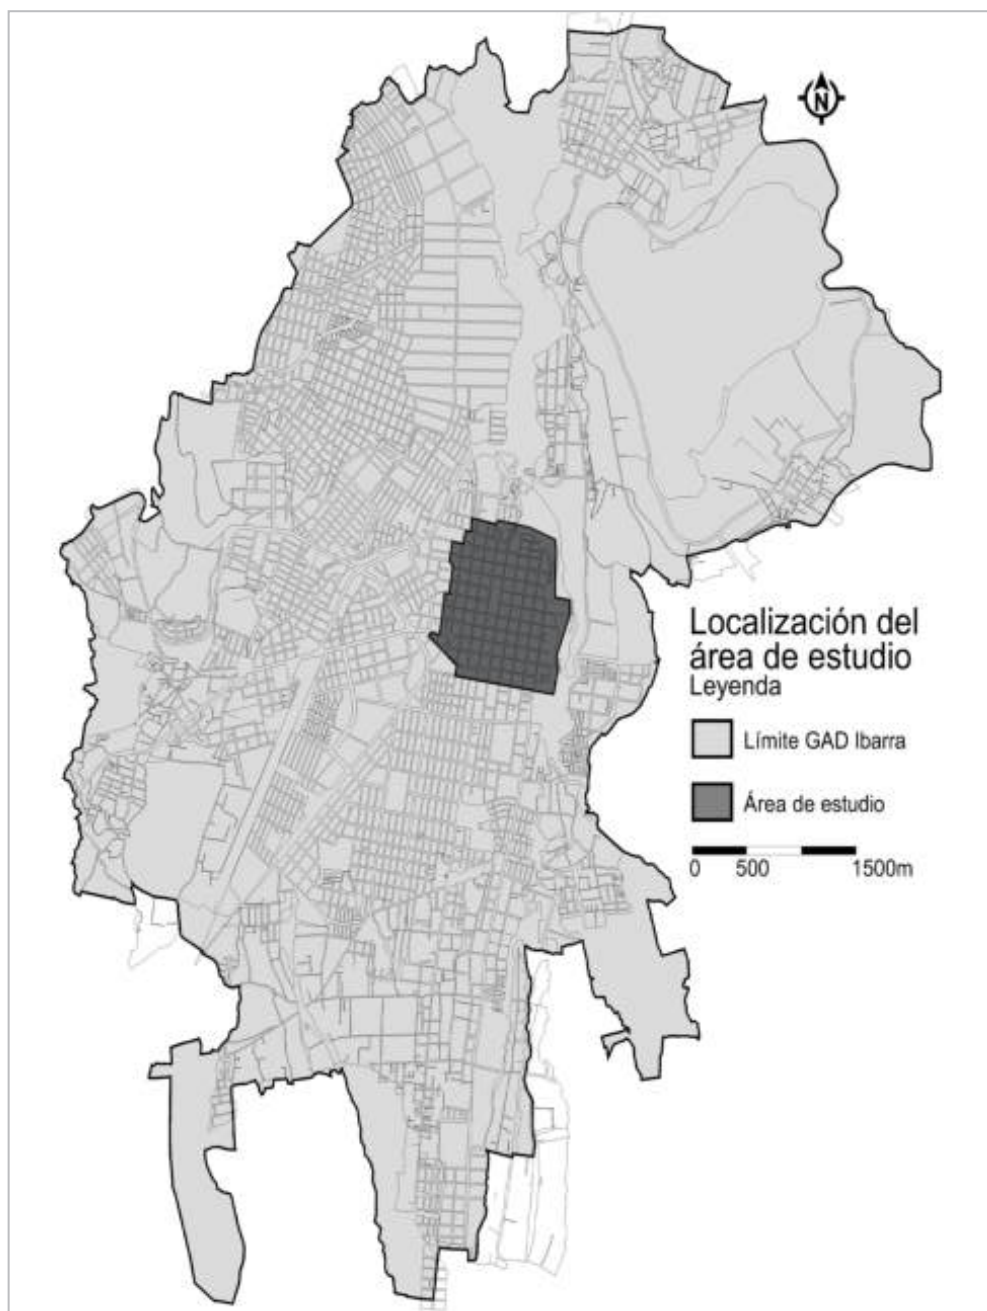 N
Localización del
área de estudio
Leyenda
Límite GAD Ibarra
Área de estudio
0 500 1500m